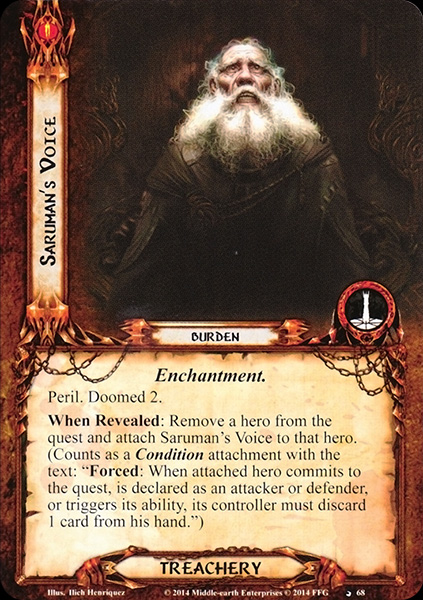 SARUMAN'S VOICE
BURDEN
Enchantment.
Peril. Doomed 2.
When Revealed: Remove a hero from the
quest and attach Saruman's Voice to that hero.
(Counts as a Condition attachment with the
text: "Forced: When attached hero commits to
the quest, is declared as an attacker or defender,
or triggers its ability, its controller must discard
1 card from his hand.")
TREACHERY
Illus. Ilich Henriquez © 2014 Middle-earth Enterprises © 2014 FFG 68